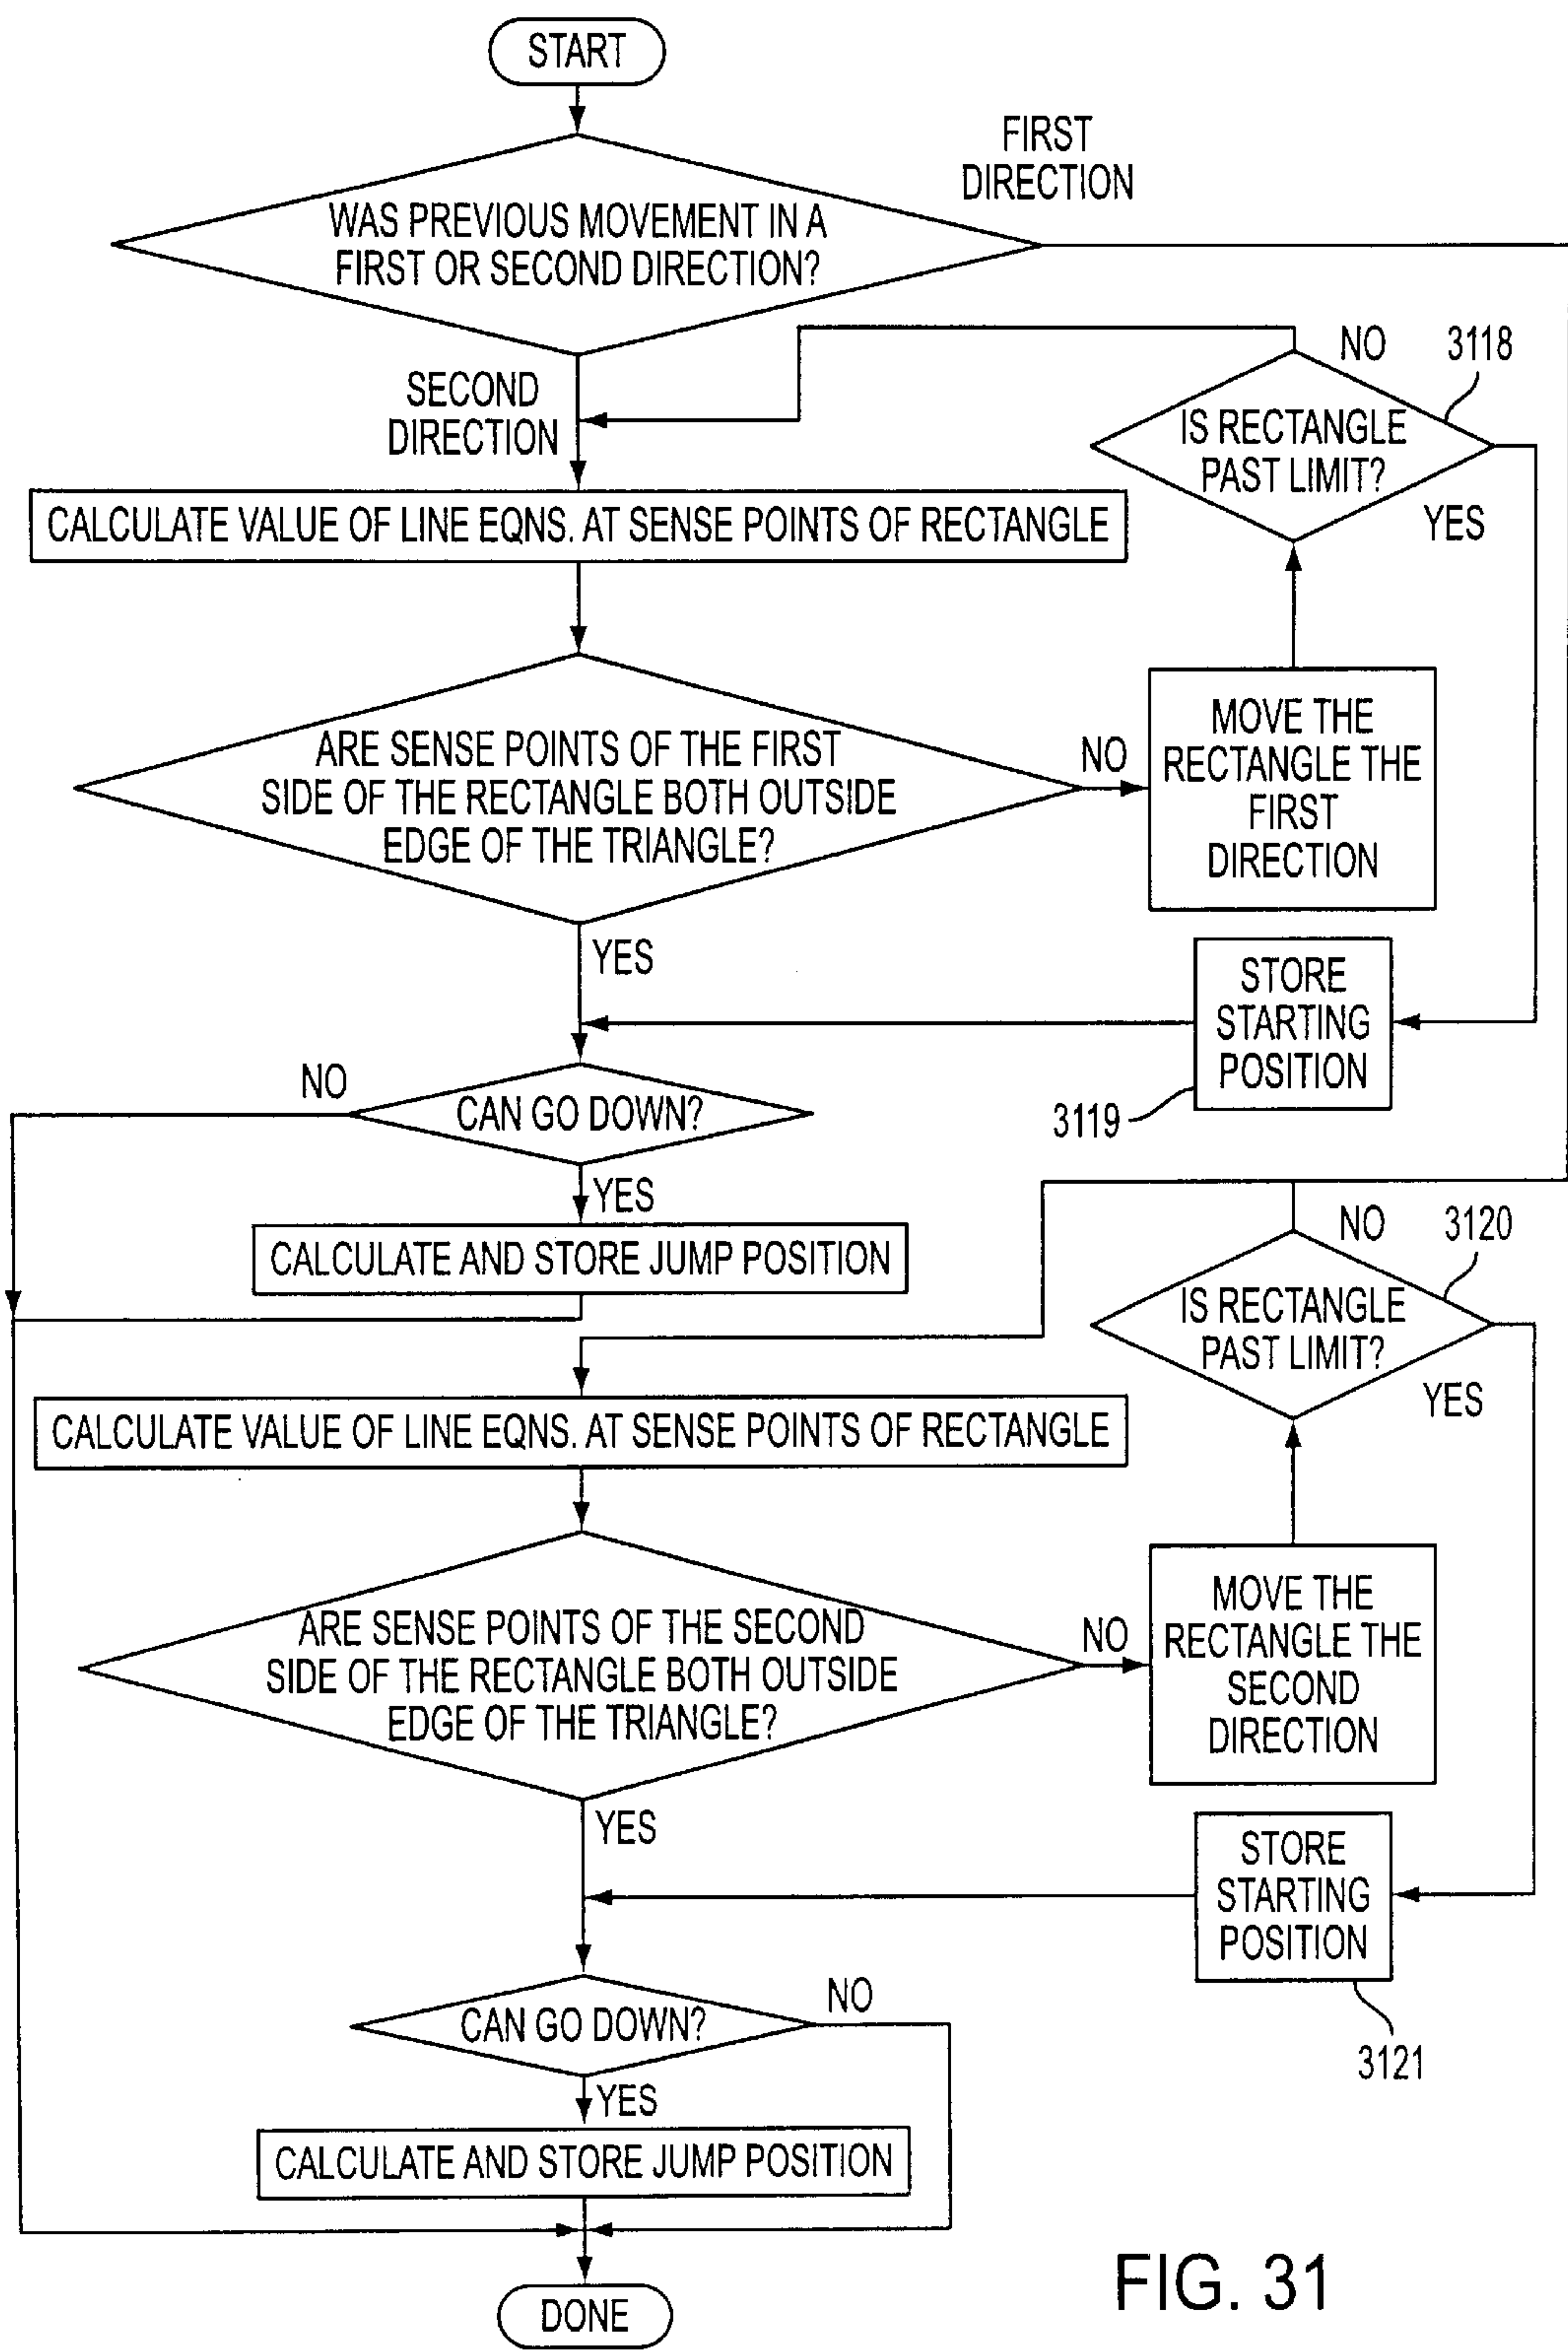 START
FIRST
DIRECTION
WAS PREVIOUS MOVEMENT IN A
FIRST OR SECOND DIRECTION?
NO
3118
SECOND
DIRECTION
IS RECTANGLE
PAST LIMIT?
YES
CALCULATE VALUE OF LINE EQNS. AT SENSE POINTS OF RECTANGLE
ARE SENSE POINTS OF THE FIRST
SIDE OF THE RECTANGLE BOTH OUTSIDE
EDGE OF THE TRIANGLE?
NO
MOVE THE
RECTANGLE THE
FIRST
DIRECTION
YES
STORE
STARTING
POSITION
3119
NO
CAN GO DOWN?
YES
CALCULATE AND STORE JUMP POSITION
NO
3120
IS RECTANGLE
PAST LIMIT?
YES
CALCULATE VALUE OF LINE EQNS. AT SENSE POINTS OF RECTANGLE
ARE SENSE POINTS OF THE SECOND
SIDE OF THE RECTANGLE BOTH OUTSIDE
EDGE OF THE TRIANGLE?
NO
MOVE THE
RECTANGLE THE
SECOND
DIRECTION
YES
STORE
STARTING
POSITION
3121
CAN GO DOWN?
NO
YES
CALCULATE AND STORE JUMP POSITION
DONE
FIG. 31